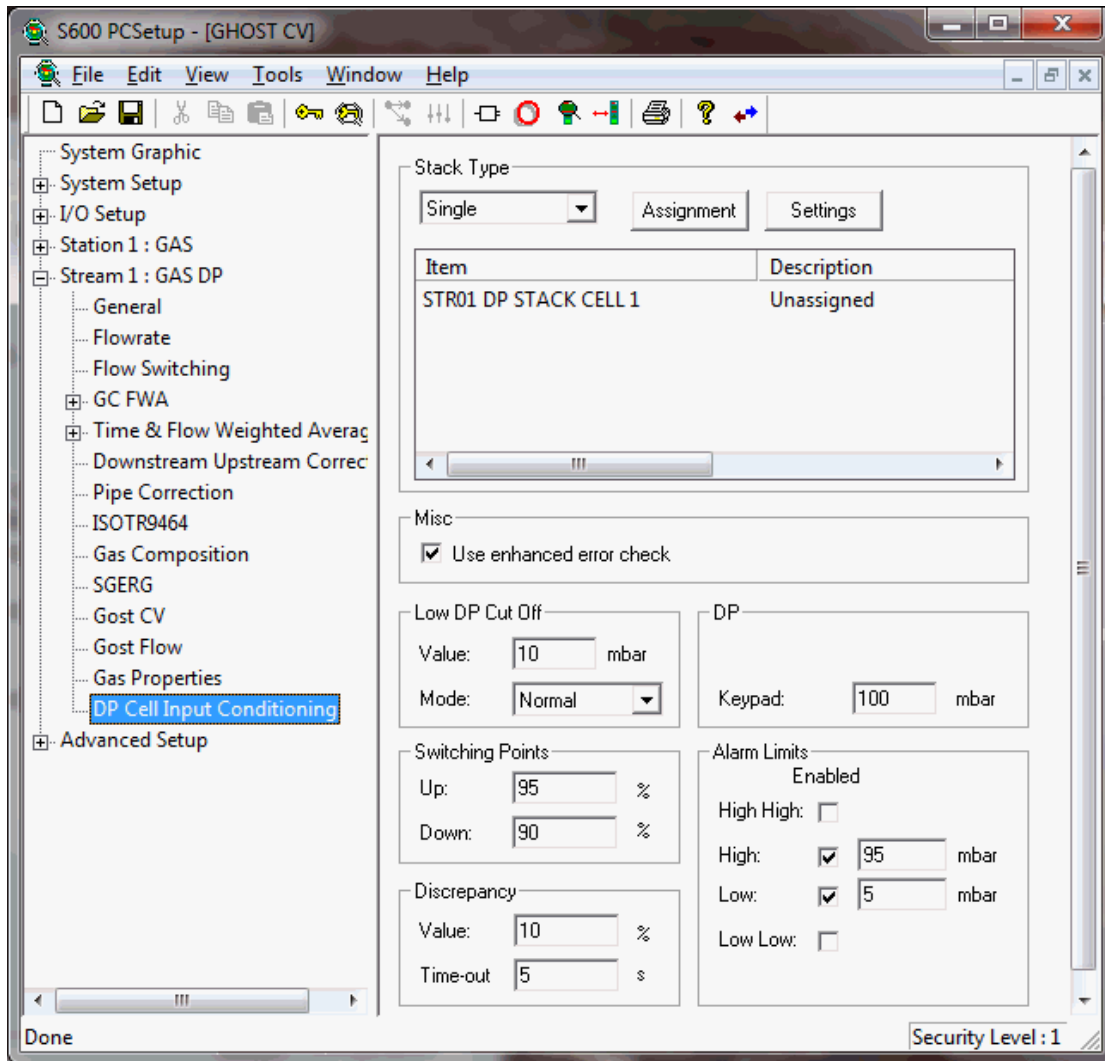 S600 PCSetup - [GHOST CV]
File Edit View Tools Window Help
System Graphic
System Setup
I/O Setup
Station 1 : GAS
Stream 1 : GAS DP
General
Flowrate
Flow Switching
GC FWA
Time & Flow Weighted Averag
Downstream Upstream Correc
Pipe Correction
ISOTR9464
Gas Composition
SGERG
Gost CV
Gost Flow
Gas Properties
DP Cell Input Conditioning
Advanced Setup
Stack Type
Single Assignment Settings
Item Description
STR01 DP STACK CELL 1 Unassigned
Misc
Use enhanced error check
Low DP Cut Off
Value: 10 mbar
Mode: Normal
DP
Keypad: 100 mbar
Switching Points
Up: 95 %
Down: 90 %
Discrepancy
Value: 10 %
Time-out 5 s
Alarm Limits
Enabled
High High:
High: 95 mbar
Low: 5 mbar
Low Low:
Done
Security Level : 1